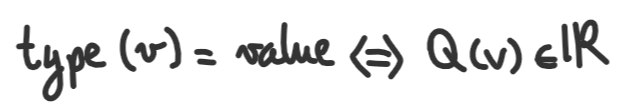 type (v) = value ⇔ Q(v) ∈ ℝ